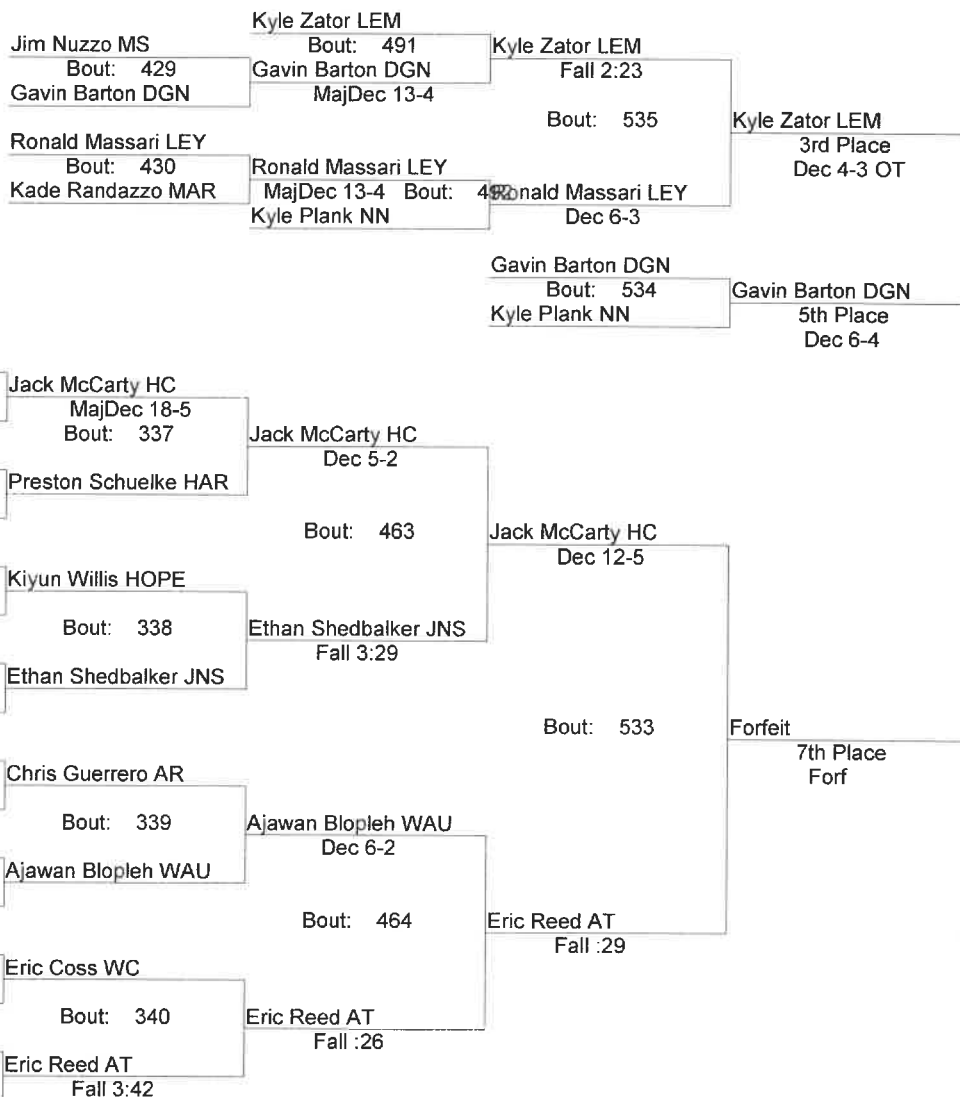 Kyle Zator LEM
Jim Nuzzo MS
Bout: 491
Kyle Zator LEM
Bout: 429
Gavin Barton DGN
Fall 2:23
Gavin Barton DGN
MajDec 13-4
Bout: 535
Kyle Zator LEM
Ronald Massari LEY
3rd Place
Bout: 430
Ronald Massari LEY
Dec 4-3 OT
Kade Randazzo MAR
MajDec 13-4 Bout: 492
Ronald Massari LEY
Kyle Plank NN
Dec 6-3
Gavin Barton DGN
Bout: 534
Gavin Barton DGN
Kyle Plank NN
5th Place
Dec 6-4
Jack McCarty HC
MajDec 18-5
Bout: 337
Jack McCarty HC
Dec 5-2
Preston Schuelke HAR
Bout: 463
Jack McCarty HC
Dec 12-5
Kiyun Willis HOPE
Bout: 338
Ethan Shedbalker JNS
Fall 3:29
Ethan Shedbalker JNS
Bout: 533
Forfeit
7th Place
Forf
Chris Guerrero AR
Bout: 339
Ajawan Blopleh WAU
Dec 6-2
Ajawan Blopleh WAU
Bout: 464
Eric Reed AT
Fall :29
Eric Coss WC
Bout: 340
Eric Reed AT
Fall :26
Eric Reed AT
Fall 3:42